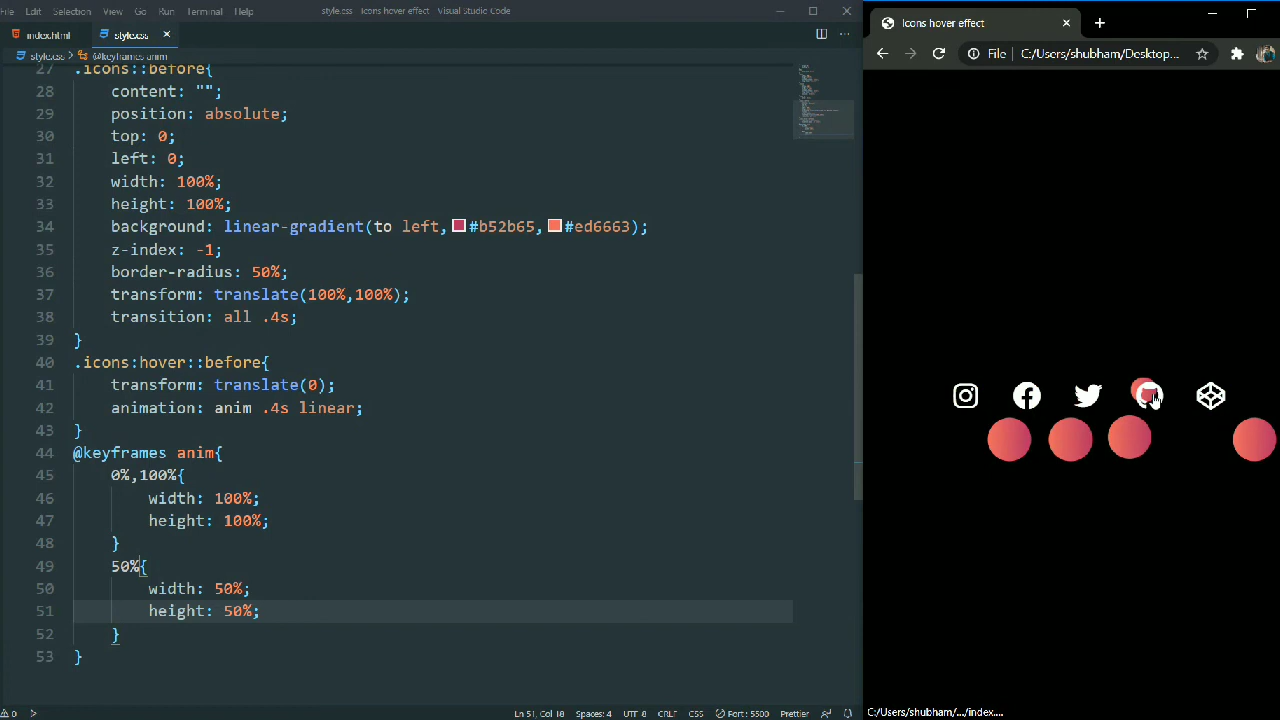 File Edit Selection View Go Run Terminal Help style.css - Icons hover effect - Visual Studio Code
index.html style.css
style.css > @keyframes anim
27 .icons::before{
28 content: "";
29 position: absolute;
30 top: 0;
31 left: 0;
32 width: 100%;
33 height: 100%;
34 background: linear-gradient(to left,#b52b65,#ed6663);
35 z-index: -1;
36 border-radius: 50%;
37 transform: translate(100%,100%);
38 transition: all .4s;
39 }
40 .icons:hover::before{
41 transform: translate(0);
42 animation: anim .4s linear;
43 }
44 @keyframes anim{
45 0%,100%{
46 width: 100%;
47 height: 100%;
48 }
49 50%{
50 width: 50%;
51 height: 50%;
52 }
53 }
0 Ln 51, Col 18 Spaces: 4 UTF-8 CRLF CSS Port : 5500 Prettier
Icons hover effect
File C:/Users/shubham/Desktop...
C:/Users/shubham/.../index....